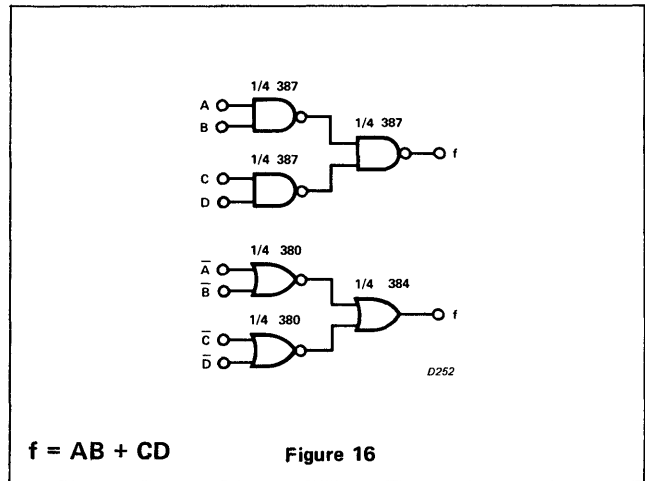 1/4 387
A
B
1/4 387
f
1/4 387
C
D
1/4 380
A̅
B̅
1/4 384
f
1/4 380
C̅
D̅
D252
f = AB + CD
Figure 16